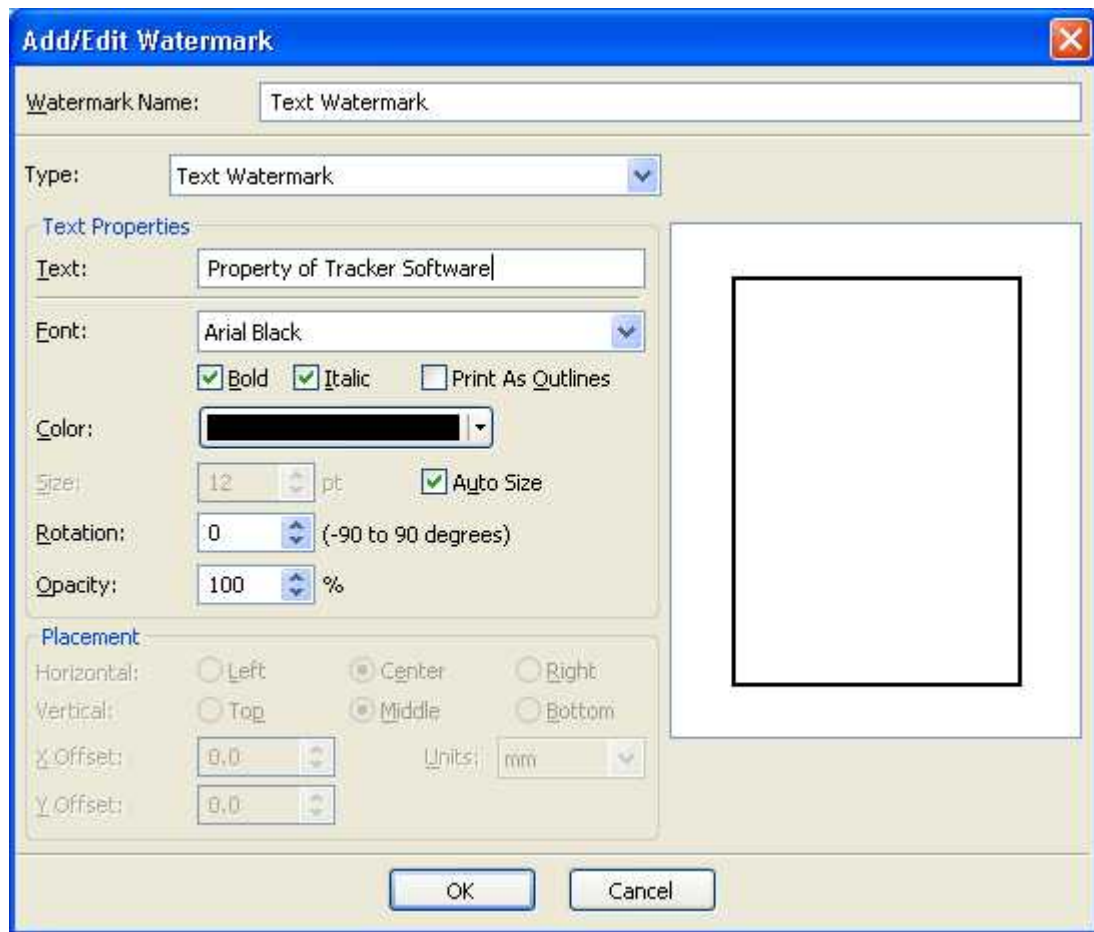 Add/Edit Watermark
Watermark Name: Text Watermark
Type: Text Watermark
Text Properties
Text: Property of Tracker Software
Font: Arial Black
Bold Italic Print As Outlines
Color:
Size: 12 pt Auto Size
Rotation: 0 (-90 to 90 degrees)
Opacity: 100 %
Placement
Horizontal: Left Center Right
Vertical: Top Middle Bottom
X Offset: 0.0 Units: mm
Y Offset: 0.0
OK Cancel